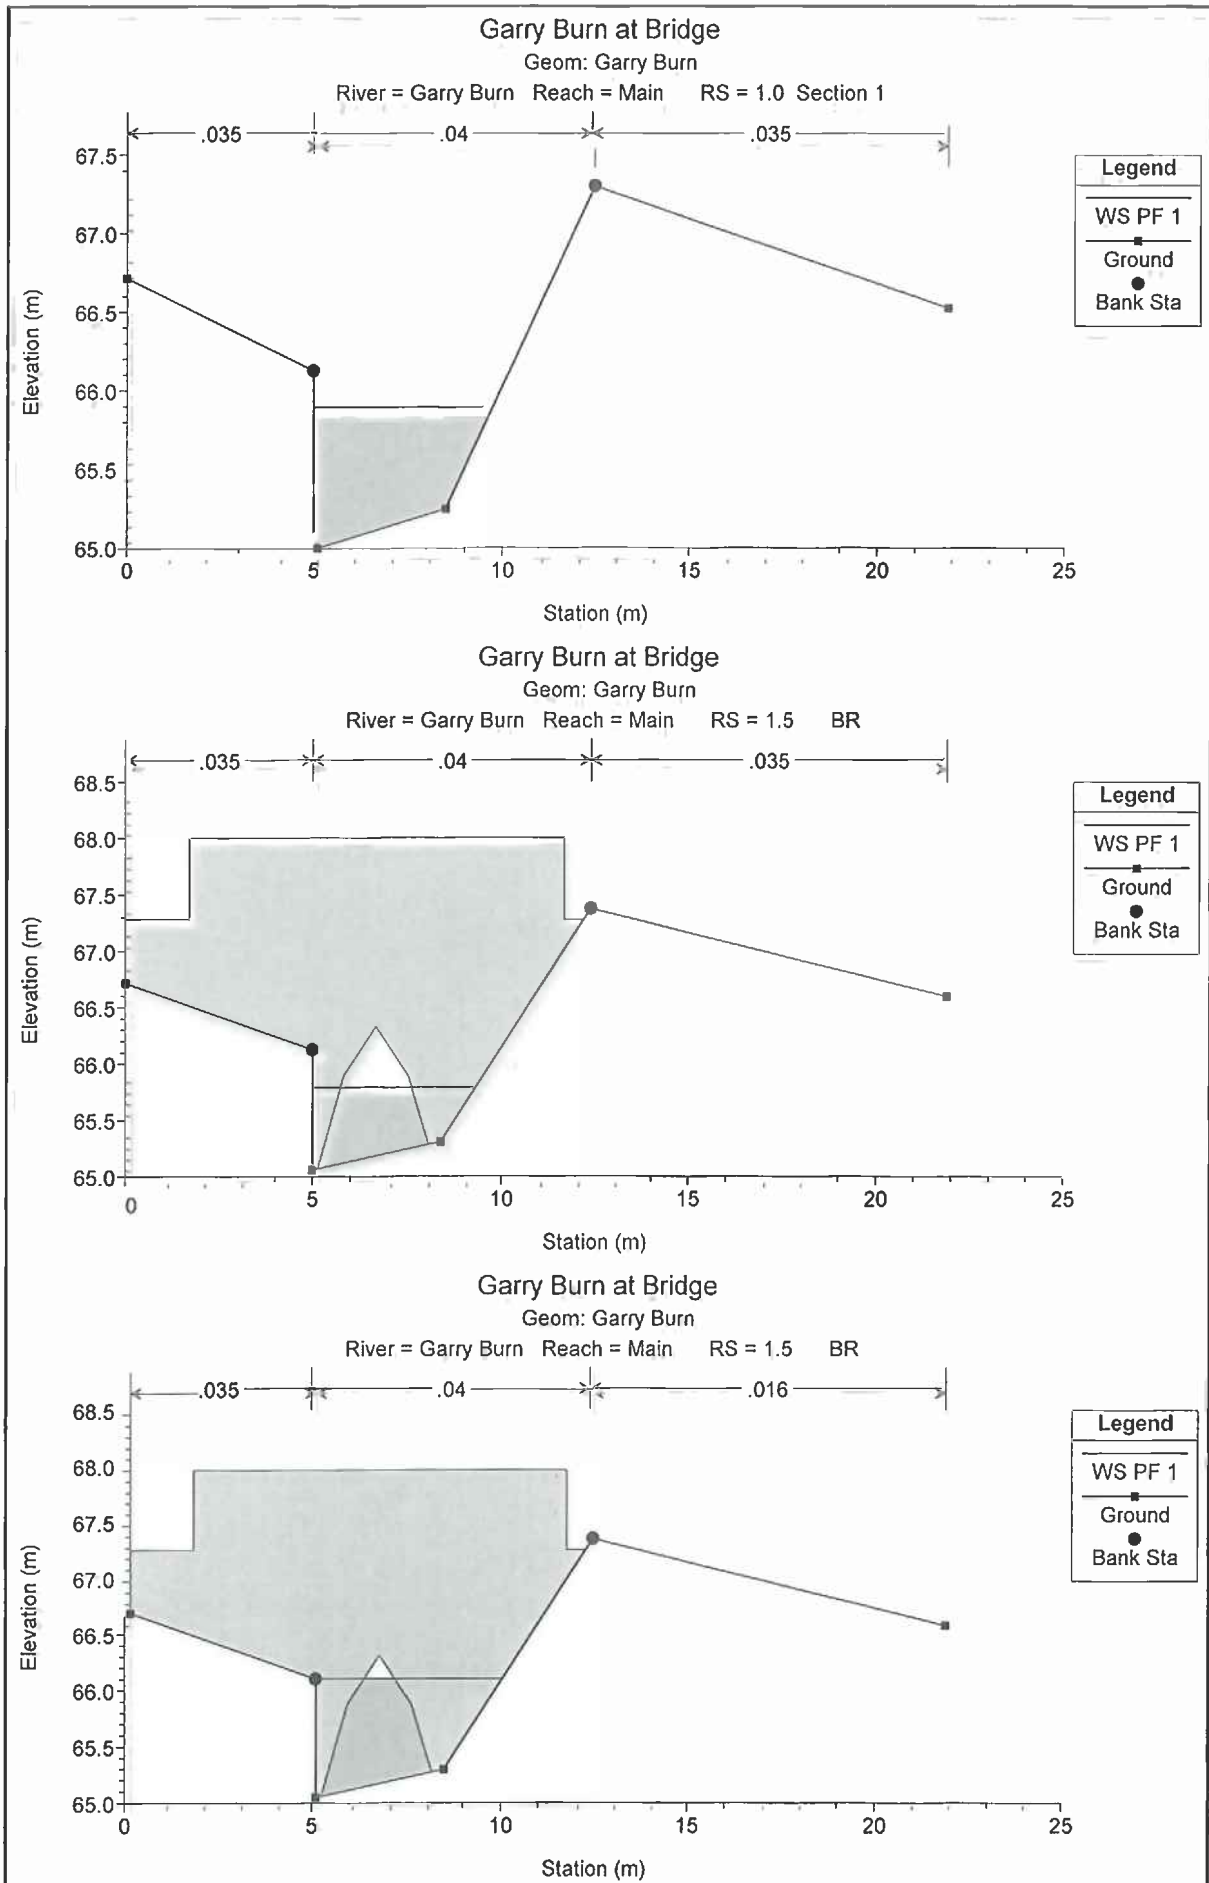 Garry Burn at Bridge
Geom: Garry Burn
River = Garry Burn Reach = Main RS = 1.0 Section 1
.035 .04 .035
67.5
67.0
66.5
66.0
65.5
65.0
Elevation (m)
0 5 10 15 20 25
Station (m)
Legend
WS PF 1
Ground
Bank Sta
Garry Burn at Bridge
Geom: Garry Burn
River = Garry Burn Reach = Main RS = 1.5 BR
.035 .04 .035
68.5
68.0
67.5
67.0
66.5
66.0
65.5
65.0
Elevation (m)
0 5 10 15 20 25
Station (m)
Legend
WS PF 1
Ground
Bank Sta
Garry Burn at Bridge
Geom: Garry Burn
River = Garry Burn Reach = Main RS = 1.5 BR
.035 .04 .016
68.5
68.0
67.5
67.0
66.5
66.0
65.5
65.0
Elevation (m)
0 5 10 15 20 25
Station (m)
Legend
WS PF 1
Ground
Bank Sta